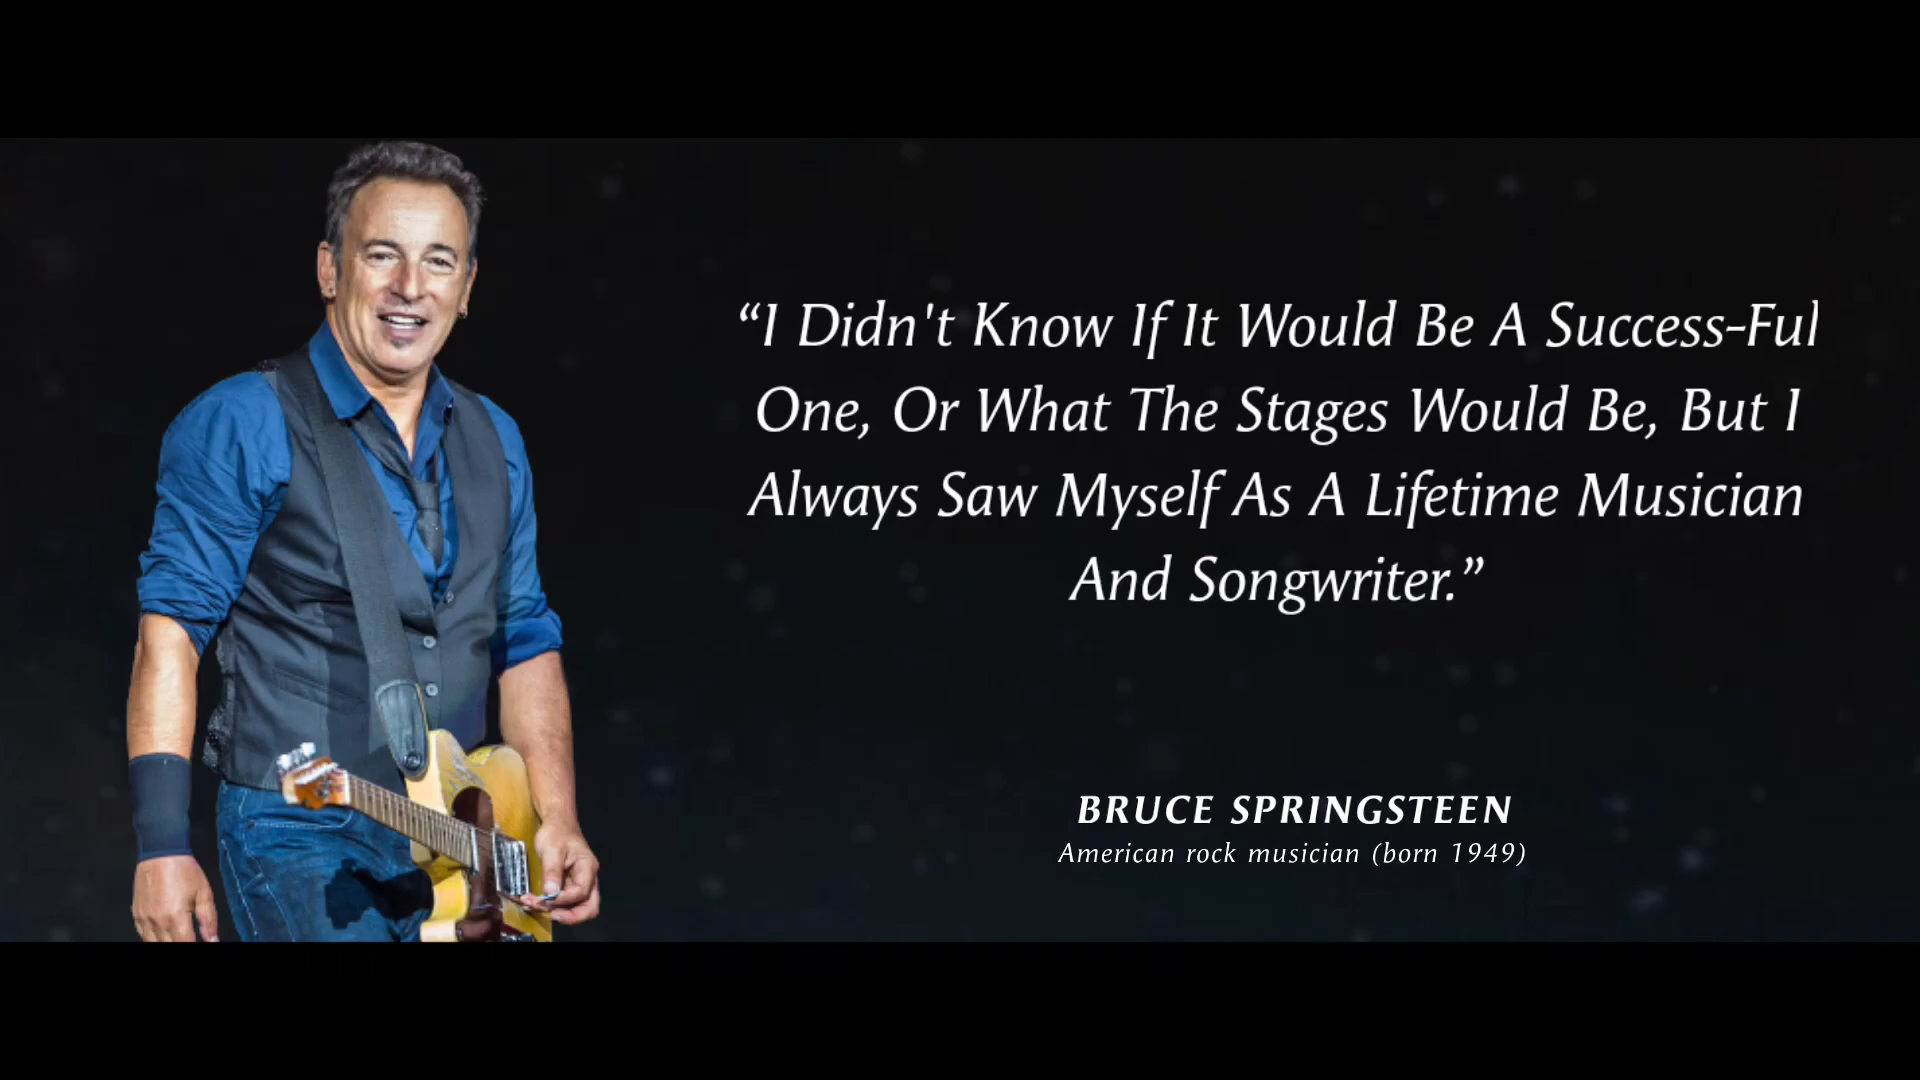 “I Didn't Know If It Would Be A Success-Ful
One, Or What The Stages Would Be, But I
Always Saw Myself As A Lifetime Musician
And Songwriter.”
BRUCE SPRINGSTEEN
American rock musician (born 1949)